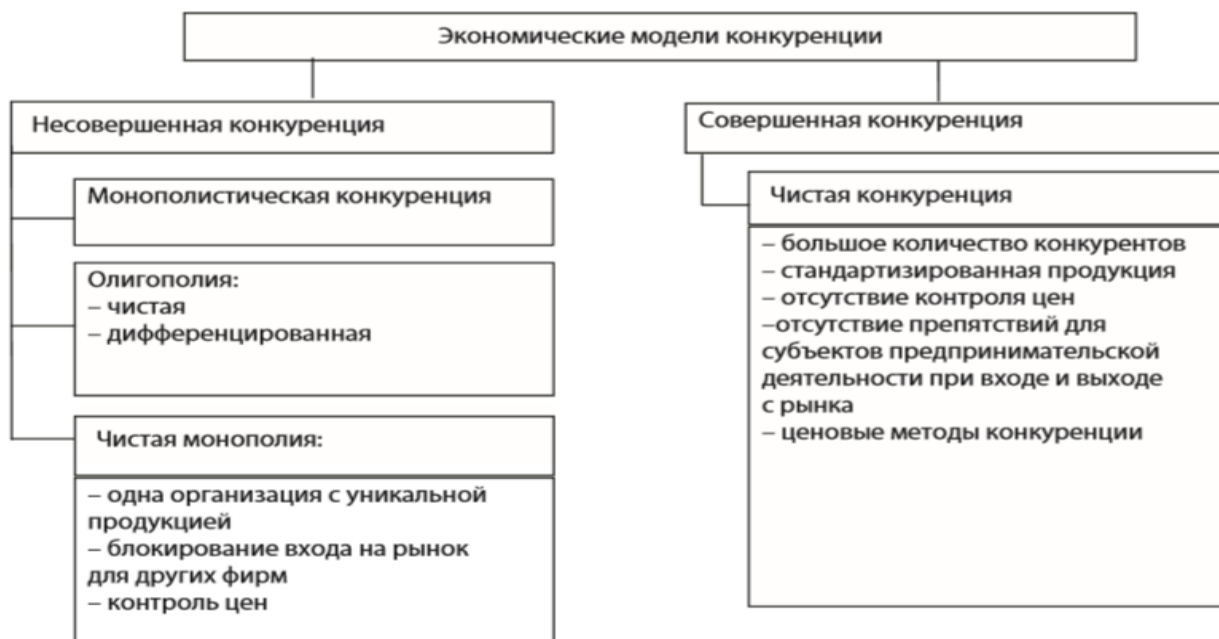 Экономические модели конкуренции
Несовершенная конкуренция
Монополистическая конкуренция
Олигополия:
– чистая
– дифференцированная
Чистая монополия:
– одна организация с уникальной
продукцией
– блокирование входа на рынок
для других фирм
– контроль цен
Совершенная конкуренция
Чистая конкуренция
– большое количество конкурентов
– стандартизированная продукция
– отсутствие контроля цен
–отсутствие препятствий для
субъектов предпринимательской
деятельности при входе и выходе
с рынка
– ценовые методы конкуренции